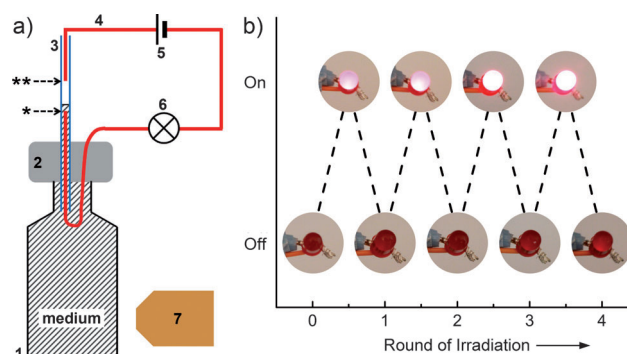 a)
3
4
5
**
*
6
2
medium
7
1
b)
On
Off
0 1 2 3 4
Round of Irradiation